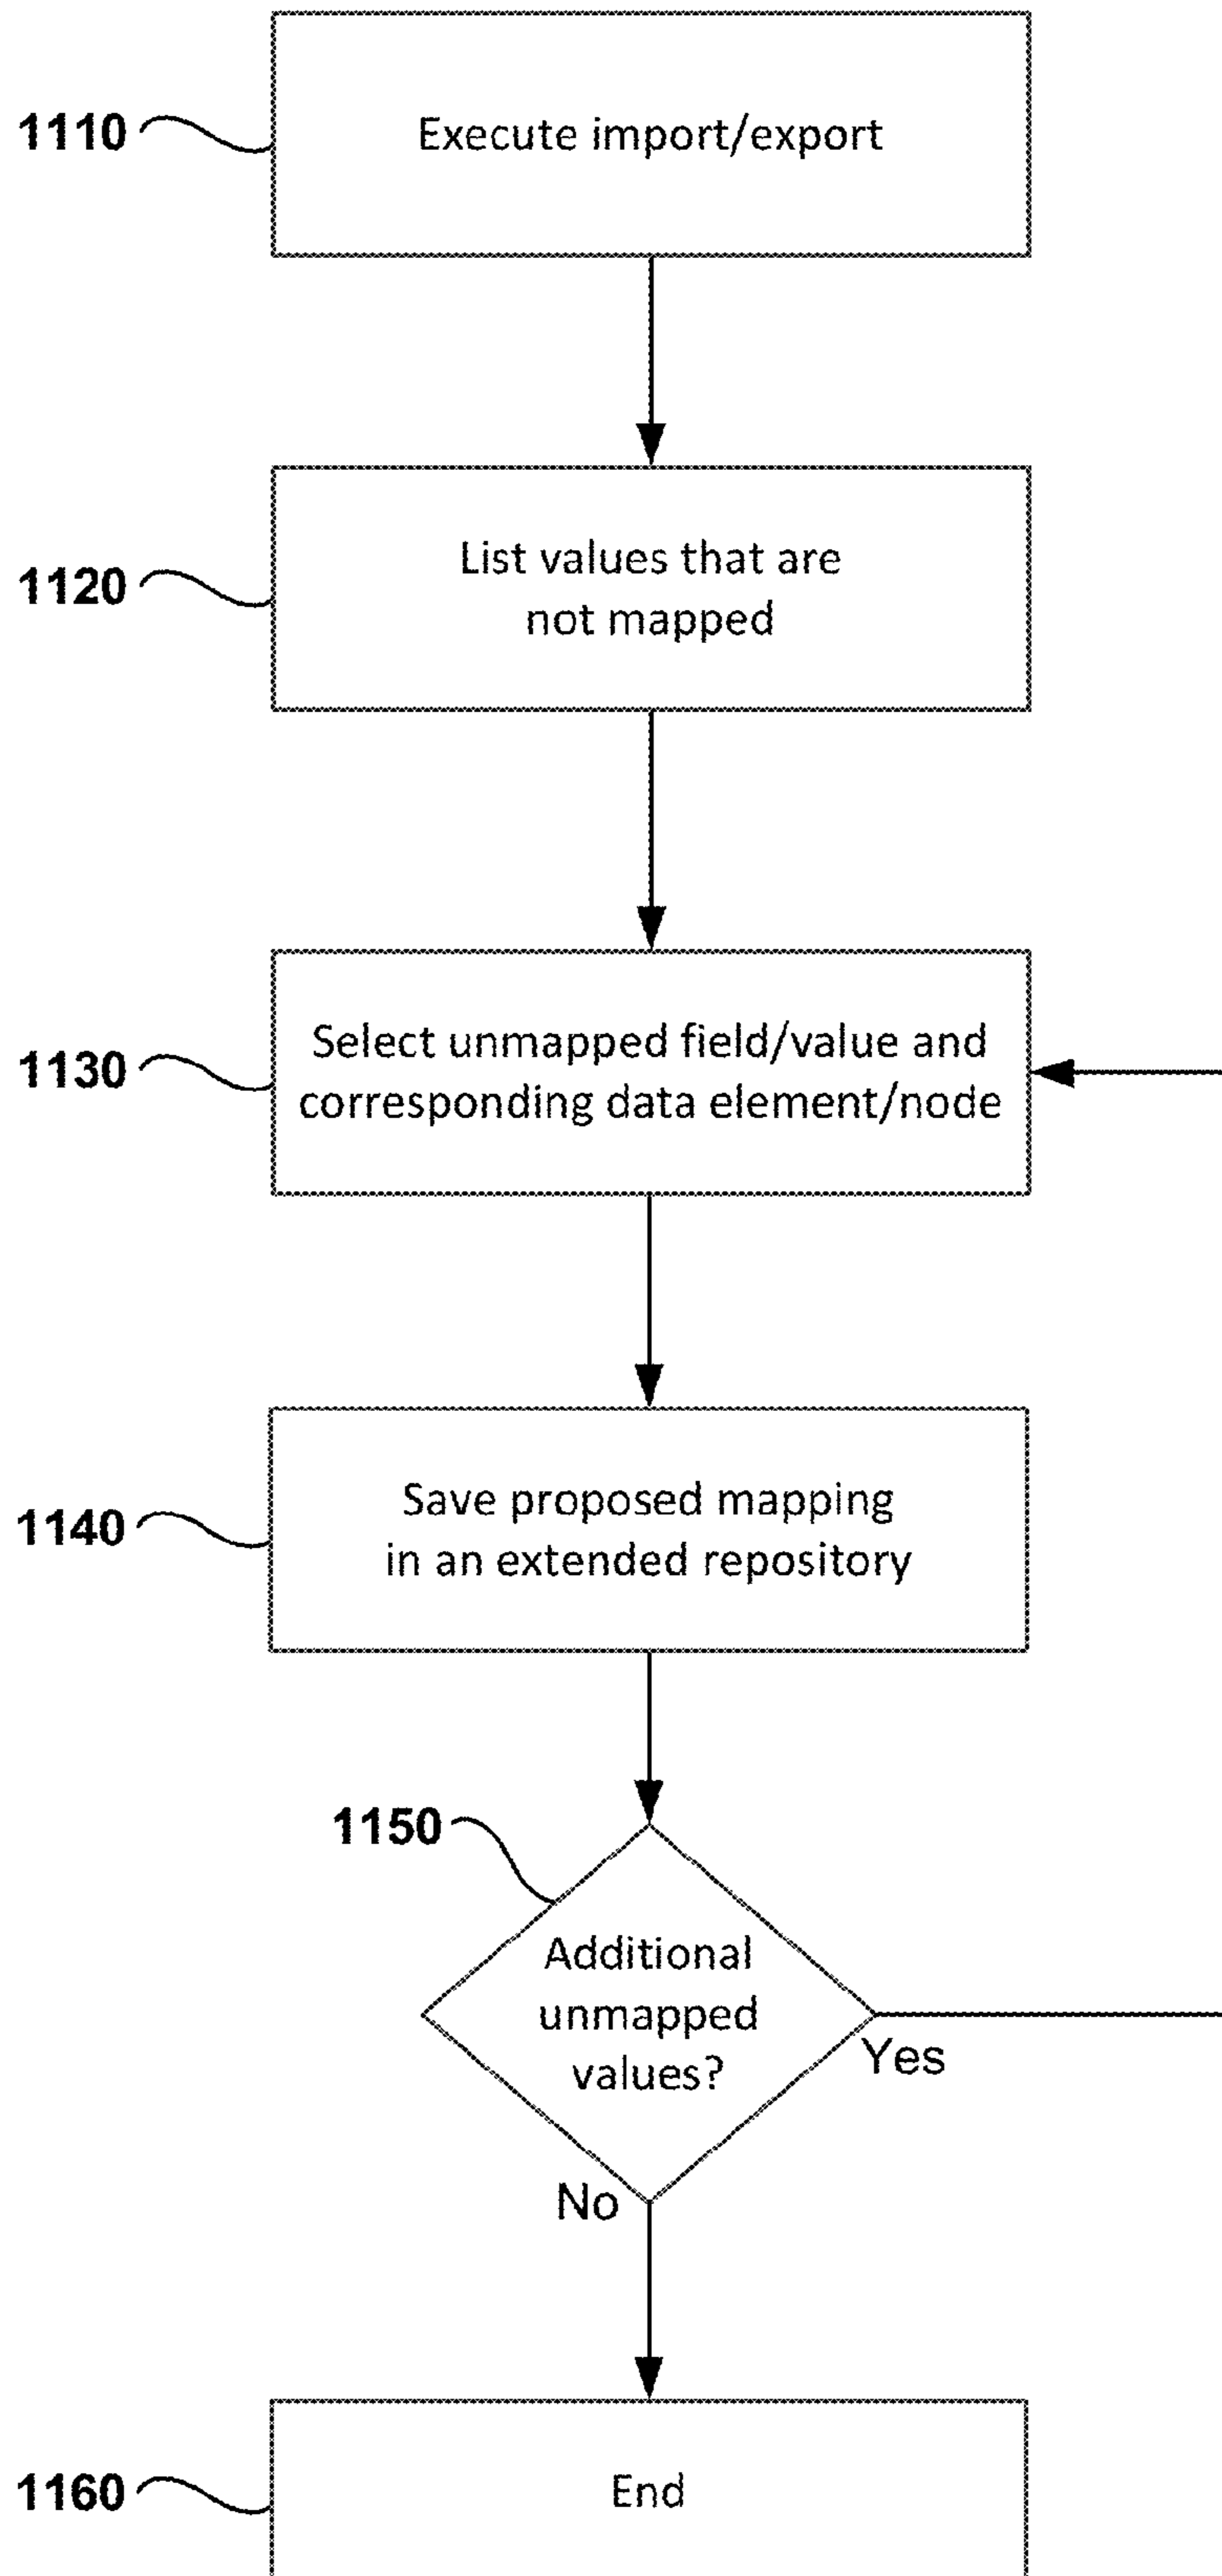 1110
Execute import/export
1120
List values that are
not mapped
1130
Select unmapped field/value and
corresponding data element/node
1140
Save proposed mapping
in an extended repository
1150
Additional
unmapped
values?
Yes
No
1160
End